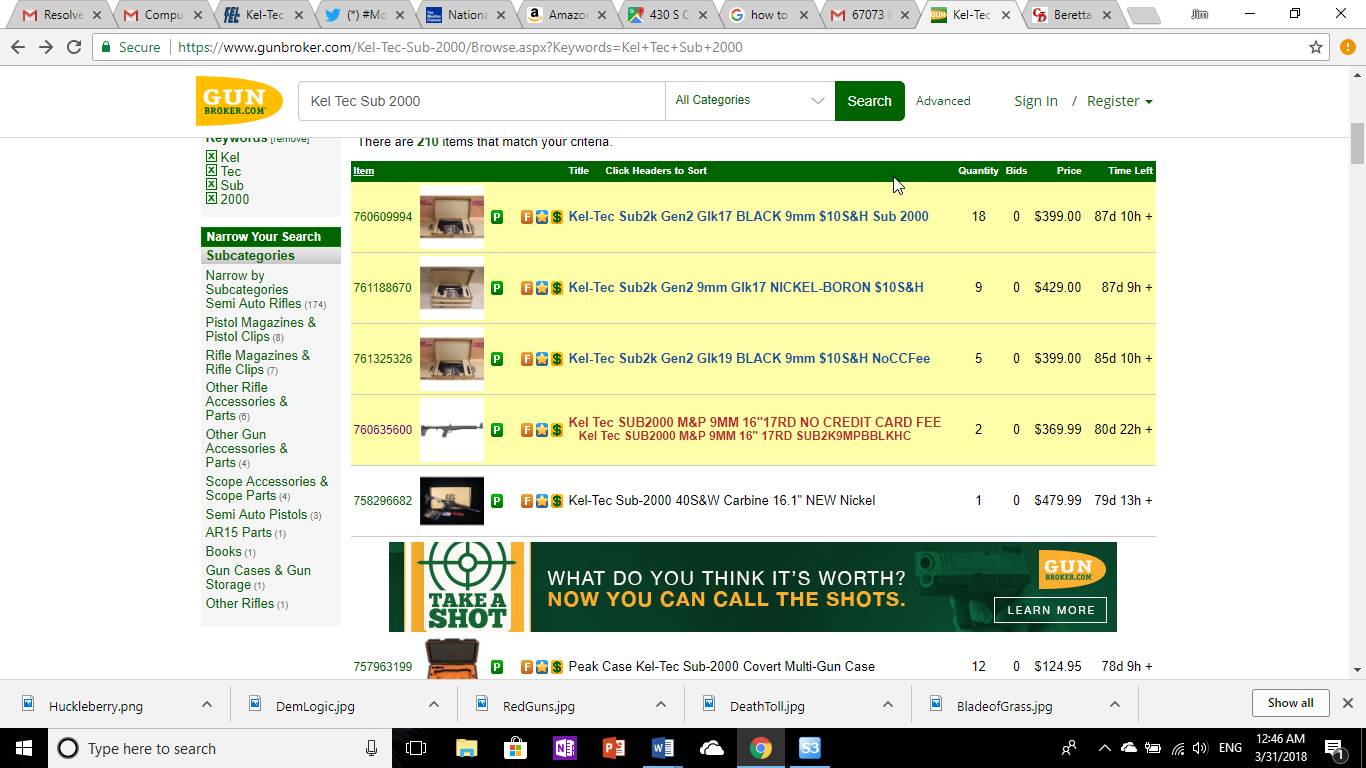 Resolve
Compu
Kel-Tec
(*) #Mo
Nationa
Amazo
430 S C
how to
67073 i
Kel-Tec
Beretta
Jim
Secure
https://www.gunbroker.com/Kel-Tec-Sub-2000/Browse.aspx?Keywords=Kel+Tec+Sub+2000
GUN
BROKER.COM
Kel Tec Sub 2000
All Categories
Search
Advanced
Sign In / Register
Keywords [remove]
Kel
Tec
Sub
2000
Narrow Your Search
Subcategories
Narrow by
Subcategories
Semi Auto Rifles (174)
Pistol Magazines &
Pistol Clips (8)
Rifle Magazines &
Rifle Clips (7)
Other Rifle
Accessories &
Parts (6)
Other Gun
Accessories &
Parts (4)
Scope Accessories &
Scope Parts (4)
Semi Auto Pistols (3)
AR15 Parts (1)
Books (1)
Gun Cases & Gun
Storage (1)
Other Rifles (1)
There are 210 items that match your criteria.
Item Title Click Headers to Sort Quantity Bids Price Time Left
760609994 P F $ Kel-Tec Sub2k Gen2 Glk17 BLACK 9mm $10S&H Sub 2000 18 0 $399.00 87d 10h +
761188670 P F $ Kel-Tec Sub2k Gen2 9mm Glk17 NICKEL-BORON $10S&H 9 0 $429.00 87d 9h +
761325326 P F $ Kel-Tec Sub2k Gen2 Glk19 BLACK 9mm $10S&H NoCCFee 5 0 $399.00 85d 10h +
760635600 P F $ Kel Tec SUB2000 M&P 9MM 16"17RD NO CREDIT CARD FEE 2 0 $369.99 80d 22h +
Kel Tec SUB2000 M&P 9MM 16" 17RD SUB2K9MPBBLKHC
758296682 P F $ Kel-Tec Sub-2000 40S&W Carbine 16.1" NEW Nickel 1 0 $479.99 79d 13h +
TAKE A
SHOT
WHAT DO YOU THINK IT'S WORTH?
NOW YOU CAN CALL THE SHOTS.
GUN
BROKER.COM
LEARN MORE
757963199 P F $ Peak Case Kel-Tec Sub-2000 Covert Multi-Gun Case 12 0 $124.95 78d 9h +
Huckleberry.png
DemLogic.jpg
RedGuns.jpg
DeathToll.jpg
BladeofGrass.jpg
Show all
Type here to search
ENG
12:46 AM
3/31/2018
1